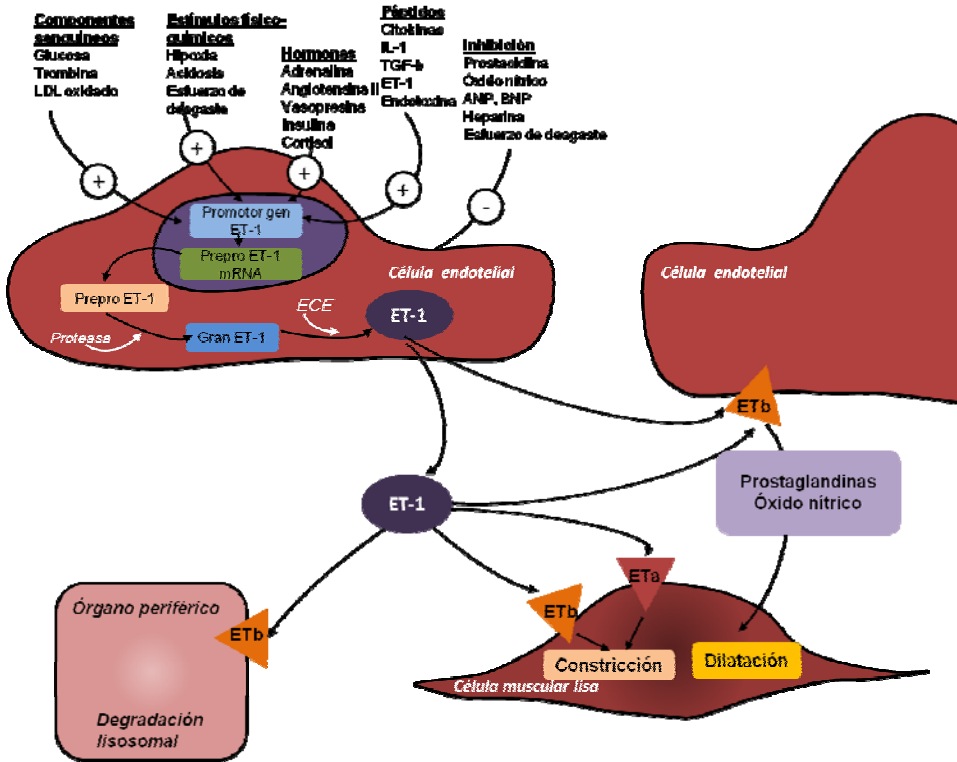 Componentes
sanguíneos
Glucosa
Trombina
LDL oxidado
Estímulos físico-
químicos
Hipoxia
Acidosis
Esfuerzo de
desgaste
Hormonas
Adrenalina
Angiotensina II
Vasopresina
Insulina
Cortisol
Péptidos
Citokinas
IL-1
TGF-b
ET-1
Endotoxina
Inhibición
Prostacidina
Óxido nítrico
ANP, BNP
Heparina
Esfuerzo de desgaste
+
+
+
+
-
Promotor gen
ET-1
Prepro ET-1
mRNA
Prepro ET-1
Proteasa
Gran ET-1
ECE
ET-1
Célula endotelial
Célula endotelial
ETb
Prostaglandinas
Óxido nítrico
ET-1
ETa
ETb
Constricción
Dilatación
Célula muscular lisa
Órgano periférico
ETb
Degradación
lisosomal